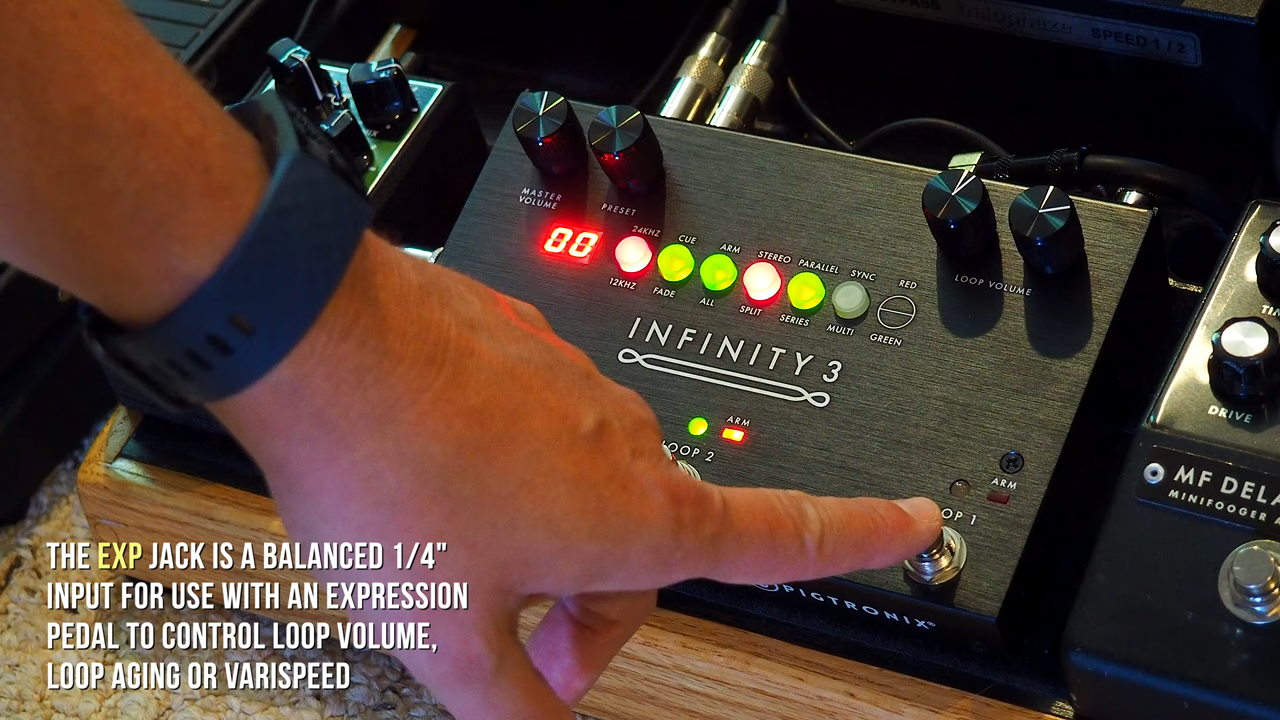 SPEED 1 / 2
MASTER
VOLUME
PRESET
00
24KHZ
CUE
ARM
STEREO
PARALLEL
SYNC
RED
12KHZ
FADE
ALL
SPLIT
SERIES
MULTI
GREEN
LOOP VOLUME
INFINITY 3
ARM
LOOP 2
ARM
OP 1
PIGTRONIX®
DRIVE
MF DELA
MINIFOOGER
THE EXP JACK IS A BALANCED 1/4"
INPUT FOR USE WITH AN EXPRESSION
PEDAL TO CONTROL LOOP VOLUME,
LOOP AGING OR VARISPEED